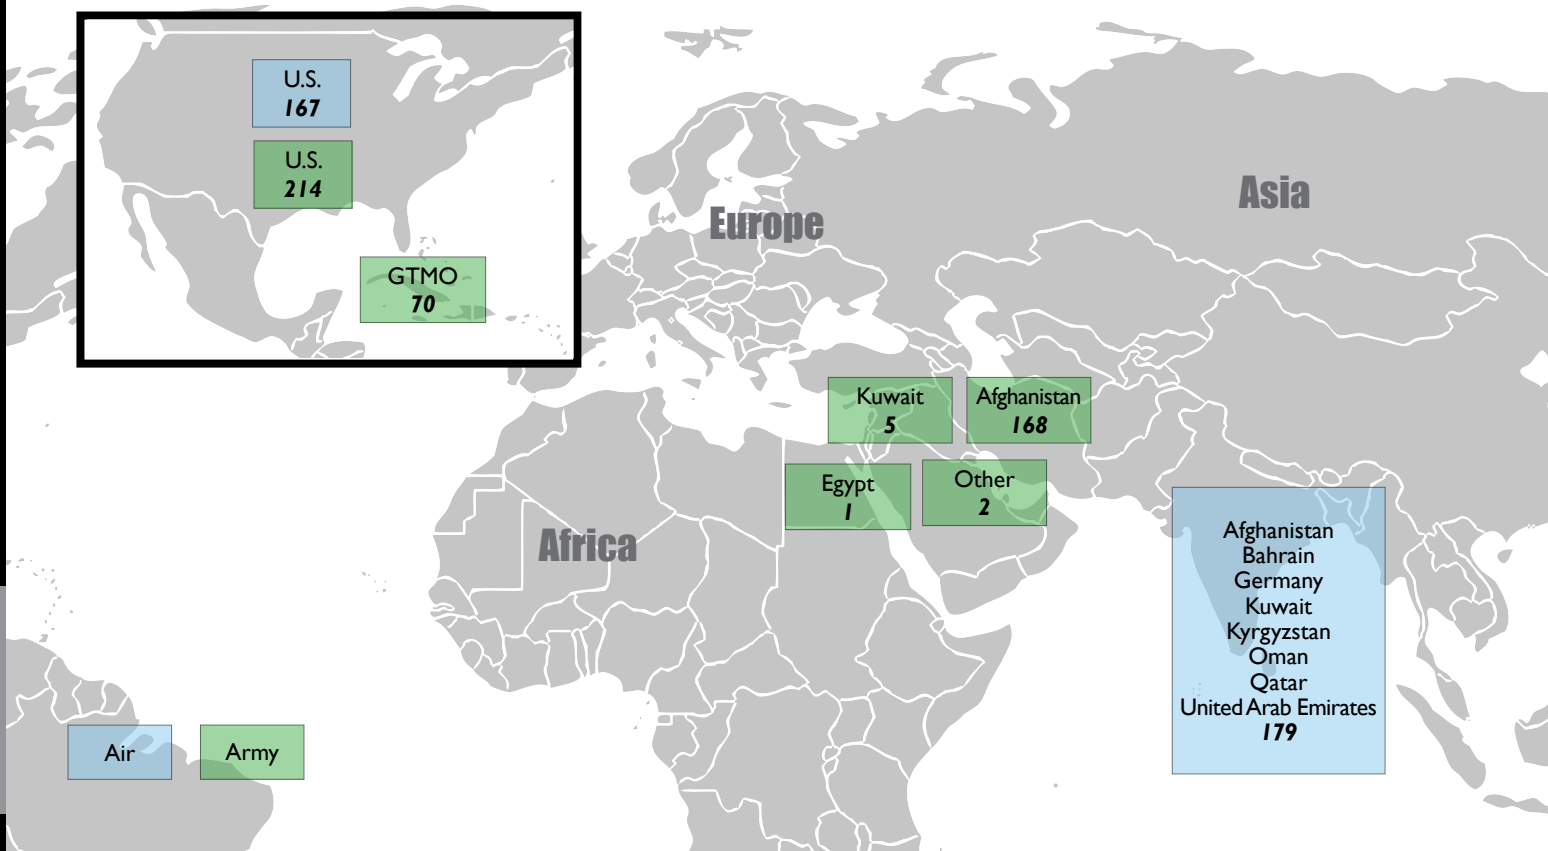 U.S.
167
U.S.
214
GTMO
70
Europe
Asia
Kuwait
5
Afghanistan
168
Egypt
1
Other
2
Africa
Afghanistan
Bahrain
Germany
Kuwait
Kyrgyzstan
Oman
Qatar
United Arab Emirates
179
Air
Army